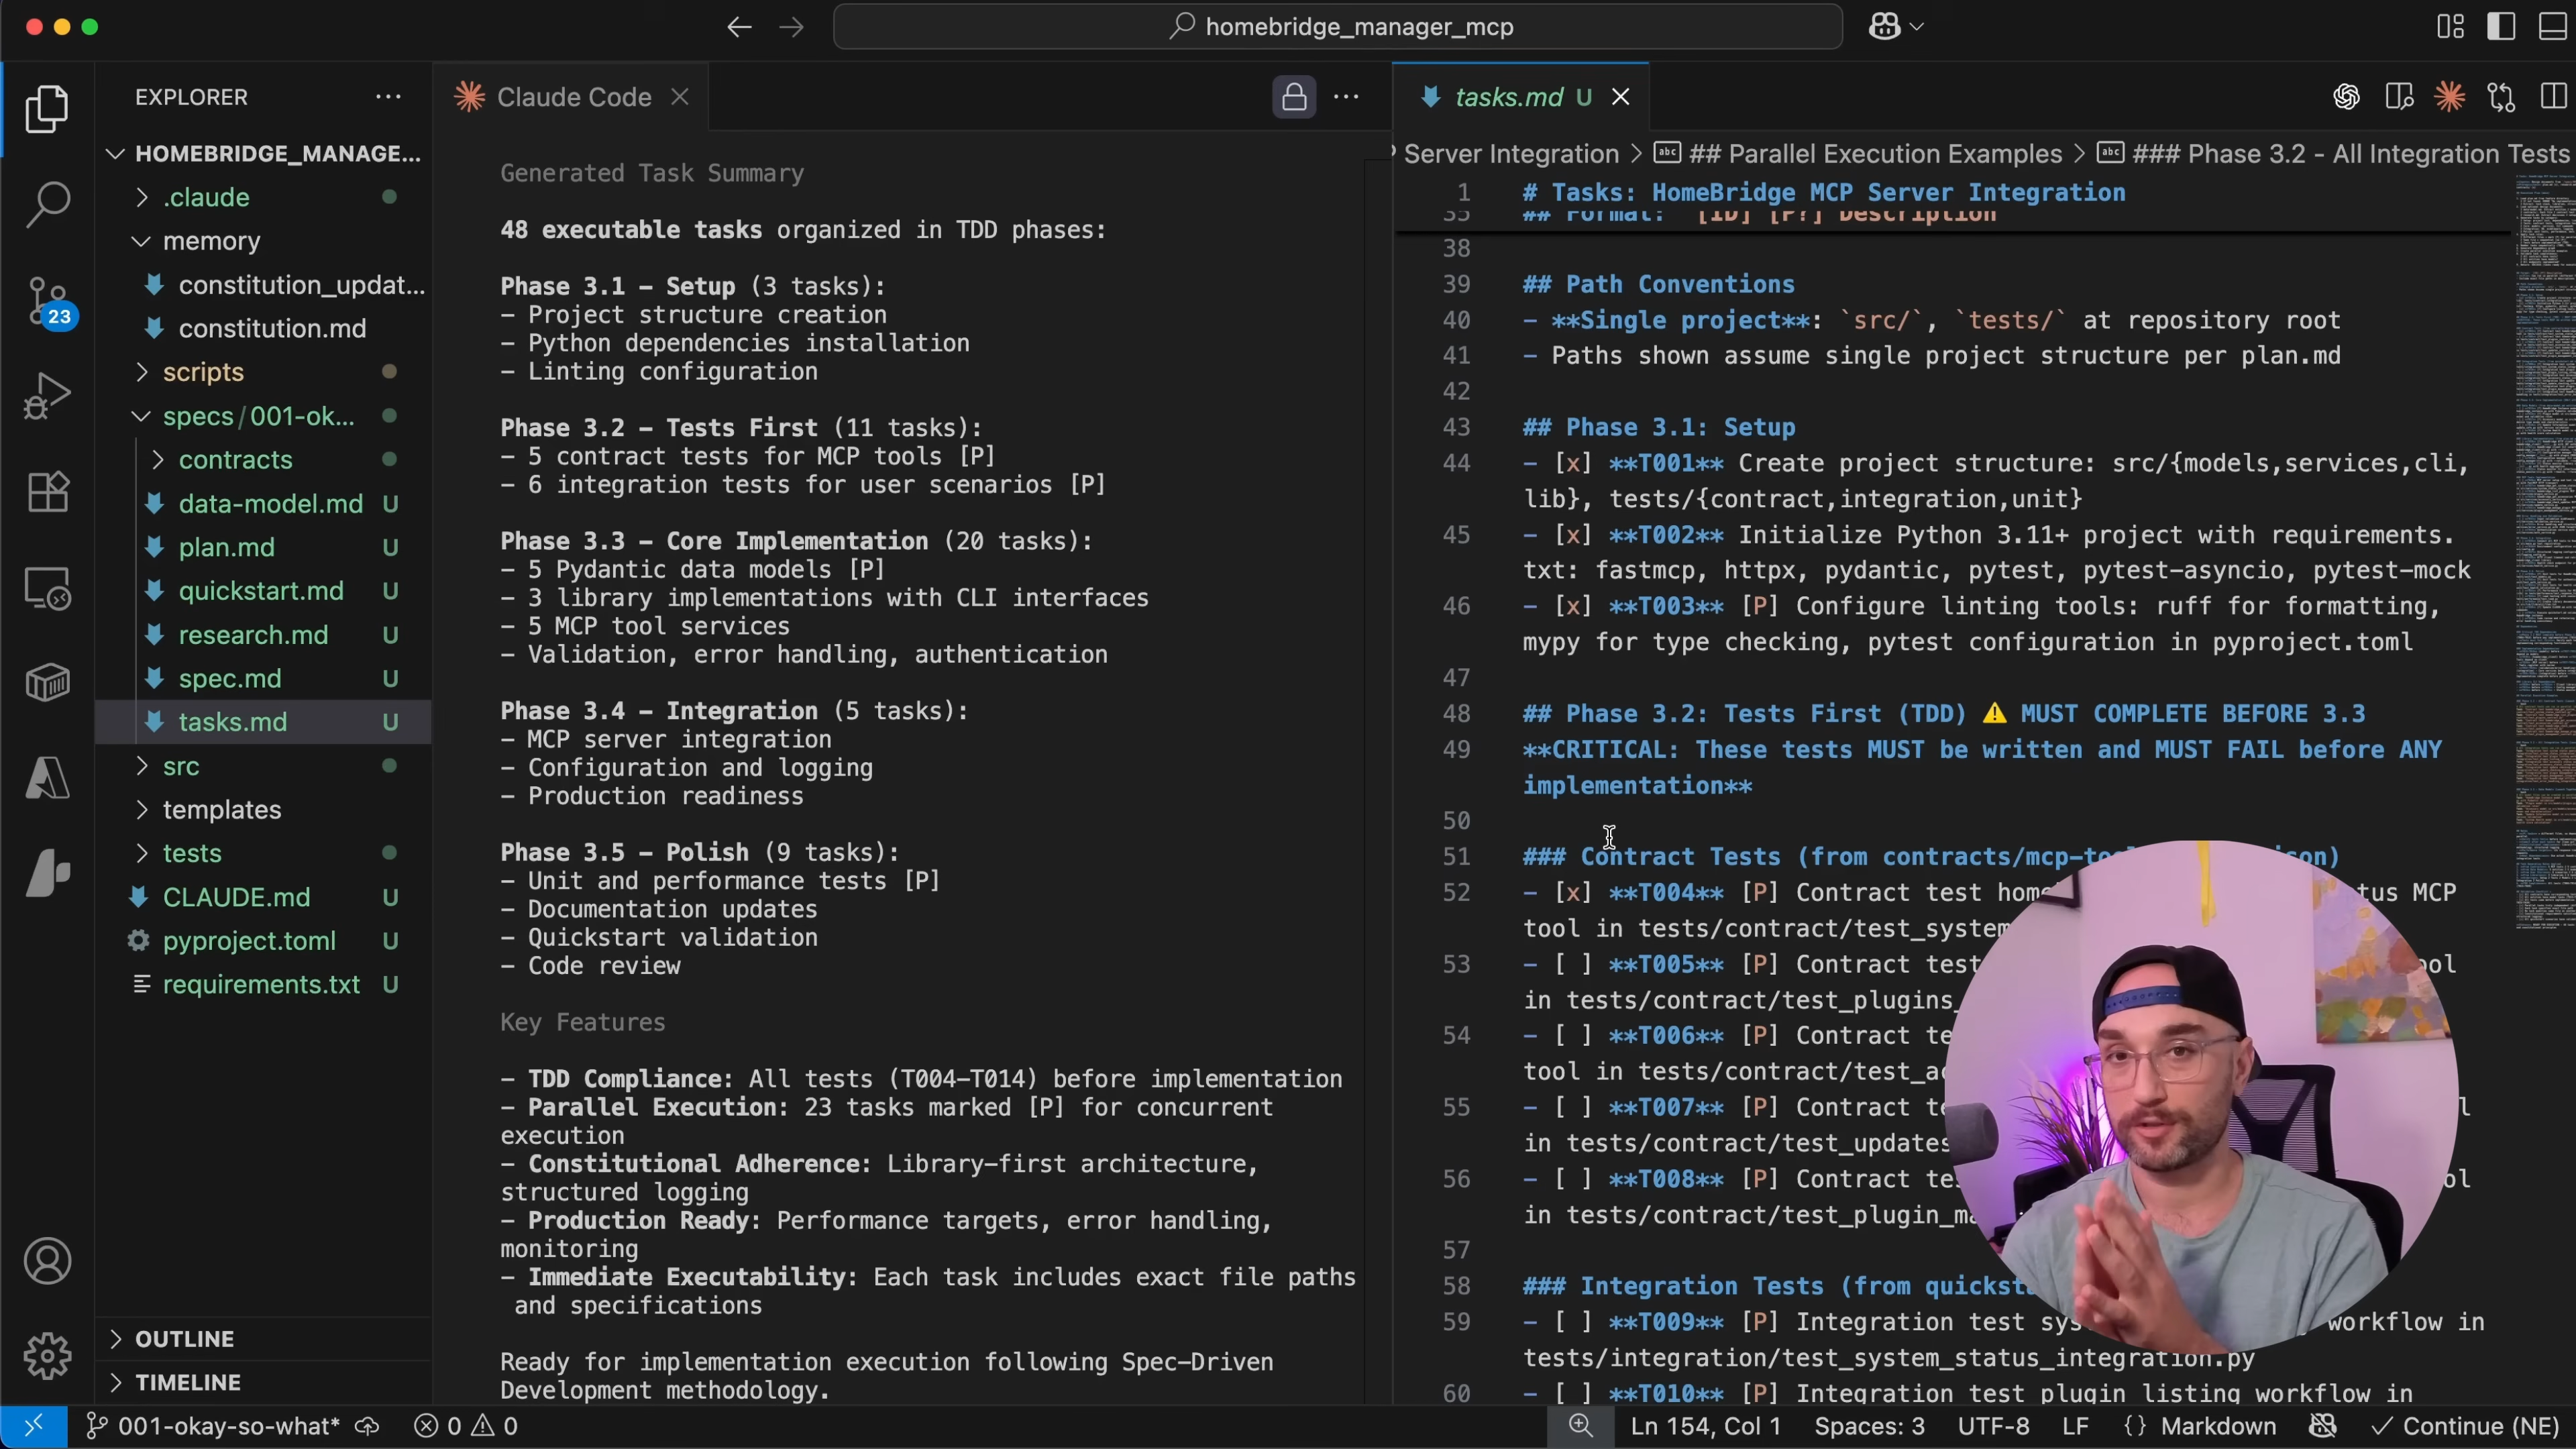 homebridge_manager_mcp
EXPLORER
HOMEBRIDGE_MANAGE...
.claude
memory
constitution_updat...
constitution.md
scripts
specs/001-ok...
contracts
data-model.md U
plan.md U
quickstart.md U
research.md U
spec.md U
tasks.md U
src
templates
tests
CLAUDE.md U
pyproject.toml U
requirements.txt U
OUTLINE
TIMELINE
23
Claude Code
Generated Task Summary
48 executable tasks organized in TDD phases:
Phase 3.1 – Setup (3 tasks):
– Project structure creation
– Python dependencies installation
– Linting configuration
Phase 3.2 – Tests First (11 tasks):
– 5 contract tests for MCP tools [P]
– 6 integration tests for user scenarios [P]
Phase 3.3 – Core Implementation (20 tasks):
– 5 Pydantic data models [P]
– 3 library implementations with CLI interfaces
– 5 MCP tool services
– Validation, error handling, authentication
Phase 3.4 – Integration (5 tasks):
– MCP server integration
– Configuration and logging
– Production readiness
Phase 3.5 – Polish (9 tasks):
– Unit and performance tests [P]
– Documentation updates
– Quickstart validation
– Code review
Key Features
– TDD Compliance: All tests (T004–T014) before implementation
– Parallel Execution: 23 tasks marked [P] for concurrent
execution
– Constitutional Adherence: Library–first architecture,
structured logging
– Production Ready: Performance targets, error handling,
monitoring
– Immediate Executability: Each task includes exact file paths
and specifications
Ready for implementation execution following Spec–Driven
Development methodology.
tasks.md U
Server Integration > ## Parallel Execution Examples > ### Phase 3.2 - All Integration Tests
1 # Tasks: HomeBridge MCP Server Integration
35 ## Format: `[ID] [P?] Description`
38
39 ## Path Conventions
40 – **Single project**: `src/`, `tests/` at repository root
41 – Paths shown assume single project structure per plan.md
42
43 ## Phase 3.1: Setup
44 – [x] **T001** Create project structure: src/{models,services,cli,
lib}, tests/{contract,integration,unit}
45 – [x] **T002** Initialize Python 3.11+ project with requirements.
txt: fastmcp, httpx, pydantic, pytest, pytest-asyncio, pytest-mock
46 – [x] **T003** [P] Configure linting tools: ruff for formatting,
mypy for type checking, pytest configuration in pyproject.toml
47
48 ## Phase 3.2: Tests First (TDD) ⚠️ MUST COMPLETE BEFORE 3.3
49 **CRITICAL: These tests MUST be written and MUST FAIL before ANY
implementation**
50
51 ### Contract Tests (from contracts/mcp-too son)
52 – [x] **T004** [P] Contract test hom tus MCP
tool in tests/contract/test_system
53 – [ ] **T005** [P] Contract test ool
in tests/contract/test_plugins_
54 – [ ] **T006** [P] Contract te
tool in tests/contract/test_ac
55 – [ ] **T007** [P] Contract te l
in tests/contract/test_updates
56 – [ ] **T008** [P] Contract tes ol
in tests/contract/test_plugin_ma
57
58 ### Integration Tests (from quickst
59 – [ ] **T009** [P] Integration test sys workflow in
tests/integration/test_system_status_integration.py
60 – [ ] **T010** [P] Integration test plugin listing workflow in
001-okay-so-what* 0 0
Ln 154, Col 1 Spaces: 3 UTF-8 LF {} Markdown Continue (NE)